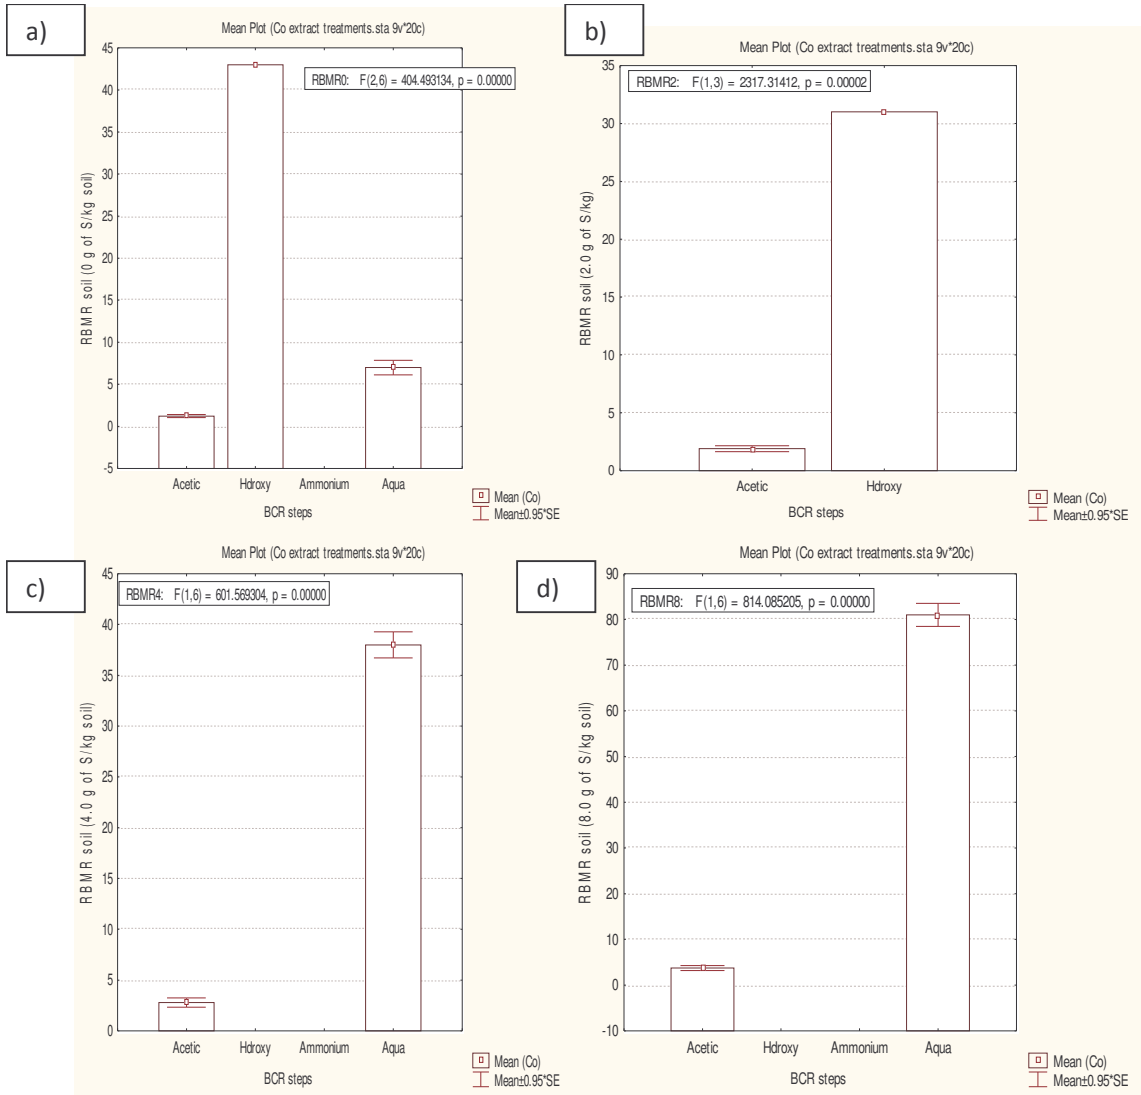 a)
Mean Plot (Co extract treatments.sta 9v*20c)
RBMR0: F(2,6) = 404.493134, p = 0.00000
RBMR soil (0 g of S/kg soil)
45
40
35
30
25
20
15
10
5
0
-5
Acetic Hdroxy Ammonium Aqua
BCR steps
Mean (Co)
Mean±0.95*SE
b)
Mean Plot (Co extract treatments.sta 9v*20c)
RBMR2: F(1,3) = 2317.31412, p = 0.00002
RBMR soil (2.0 g of S/kg)
35
30
25
20
15
10
5
0
Acetic Hdroxy
BCR steps
Mean (Co)
Mean±0.95*SE
c)
Mean Plot (Co extract treatments.sta 9v*20c)
RBMR4: F(1,6) = 601.569304, p = 0.00000
RBMR soil (4.0 g of S/kg soil)
45
40
35
30
25
20
15
10
5
0
Acetic Hdroxy Ammonium Aqua
BCR steps
Mean (Co)
Mean±0.95*SE
d)
Mean Plot (Co extract treatments.sta 9v*20c)
RBMR8: F(1,6) = 814.085205, p = 0.00000
RBMR soil (8.0 g of S/kg soil)
90
80
70
60
50
40
30
20
10
0
-10
Acetic Hdroxy Ammonium Aqua
BCR steps
Mean (Co)
Mean±0.95*SE